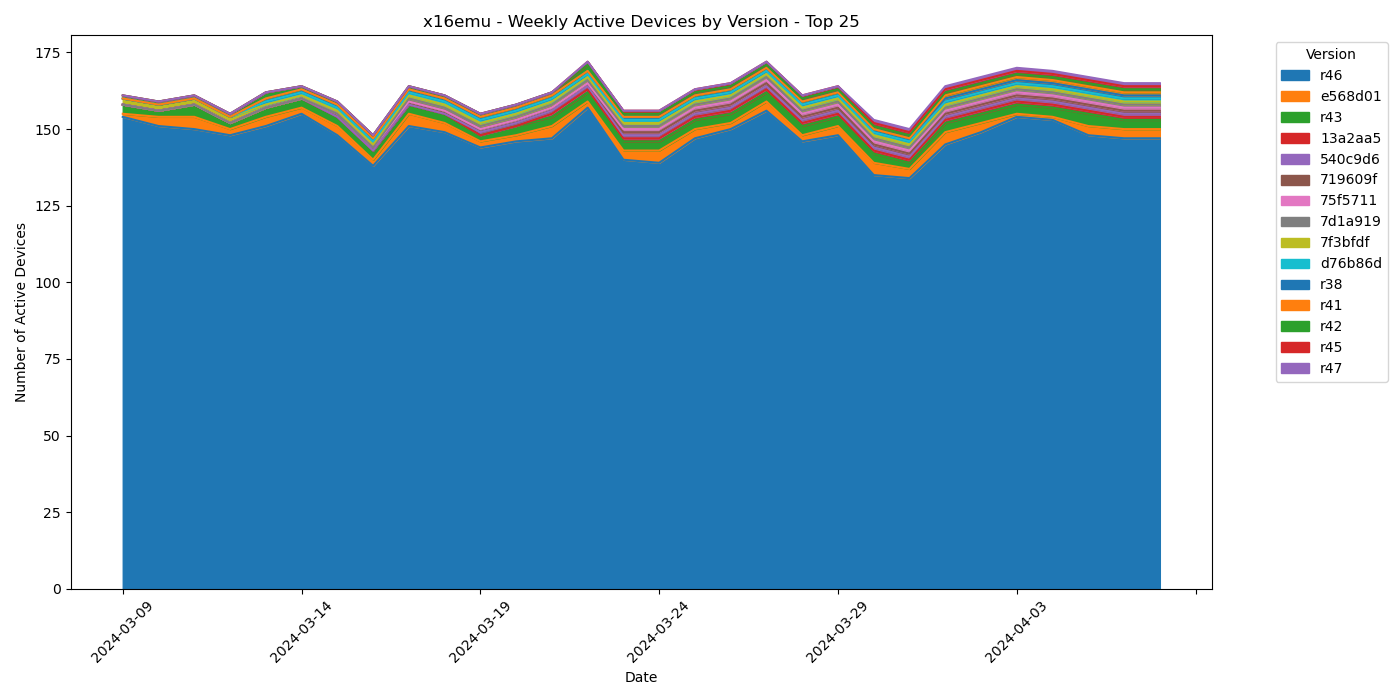 x16emu - Weekly Active Devices by Version - Top 25
Number of Active Devices
175
150
125
100
75
50
25
0
2024-03-09
2024-03-14
2024-03-19
2024-03-24
2024-03-29
2024-04-03
Date
Version
r46
e568d01
r43
13a2aa5
540c9d6
719609f
75f5711
7d1a919
7f3bfdf
d76b86d
r38
r41
r42
r45
r47